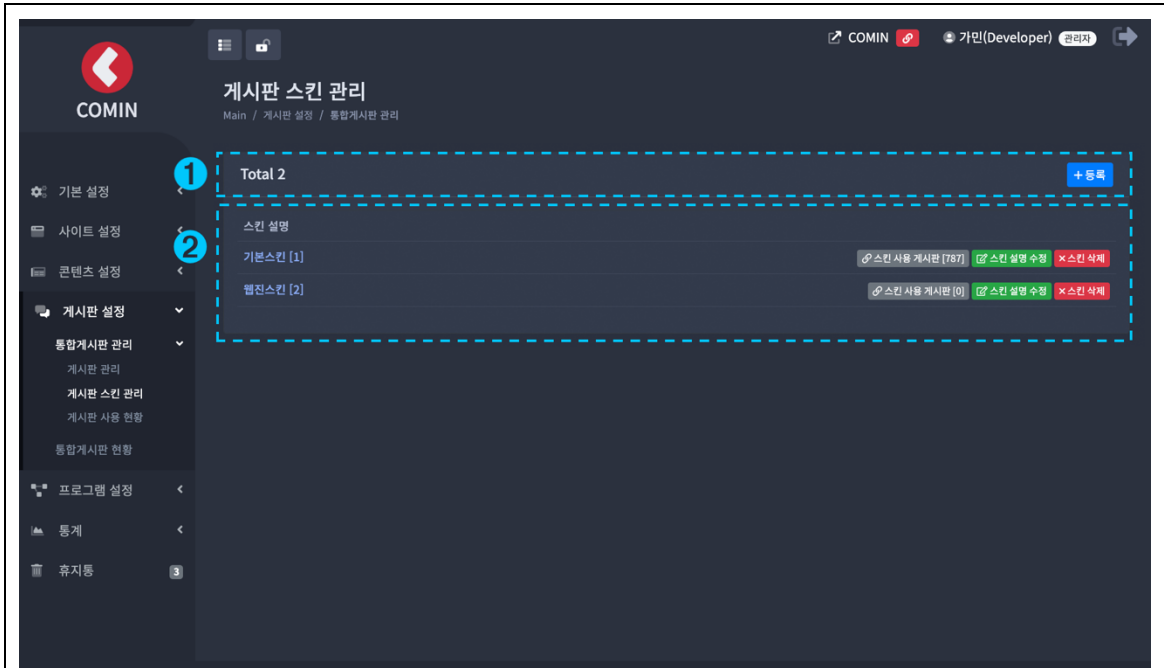 COMIN
가민(Developer) 관리자
COMIN
게시판 스킨 관리
Main / 게시판 설정 / 통합게시판 관리
1
Total 2
+등록
2
스킨 설명
기본스킨 [1]
스킨 사용 게시판 [787] 스킨 설명 수정 ×스킨 삭제
웹진스킨 [2]
스킨 사용 게시판 [0] 스킨 설명 수정 ×스킨 삭제
기본 설정
사이트 설정
콘텐츠 설정
게시판 설정
통합게시판 관리
게시판 관리
게시판 스킨 관리
게시판 사용 현황
통합게시판 현황
프로그램 설정
통계
휴지통 3